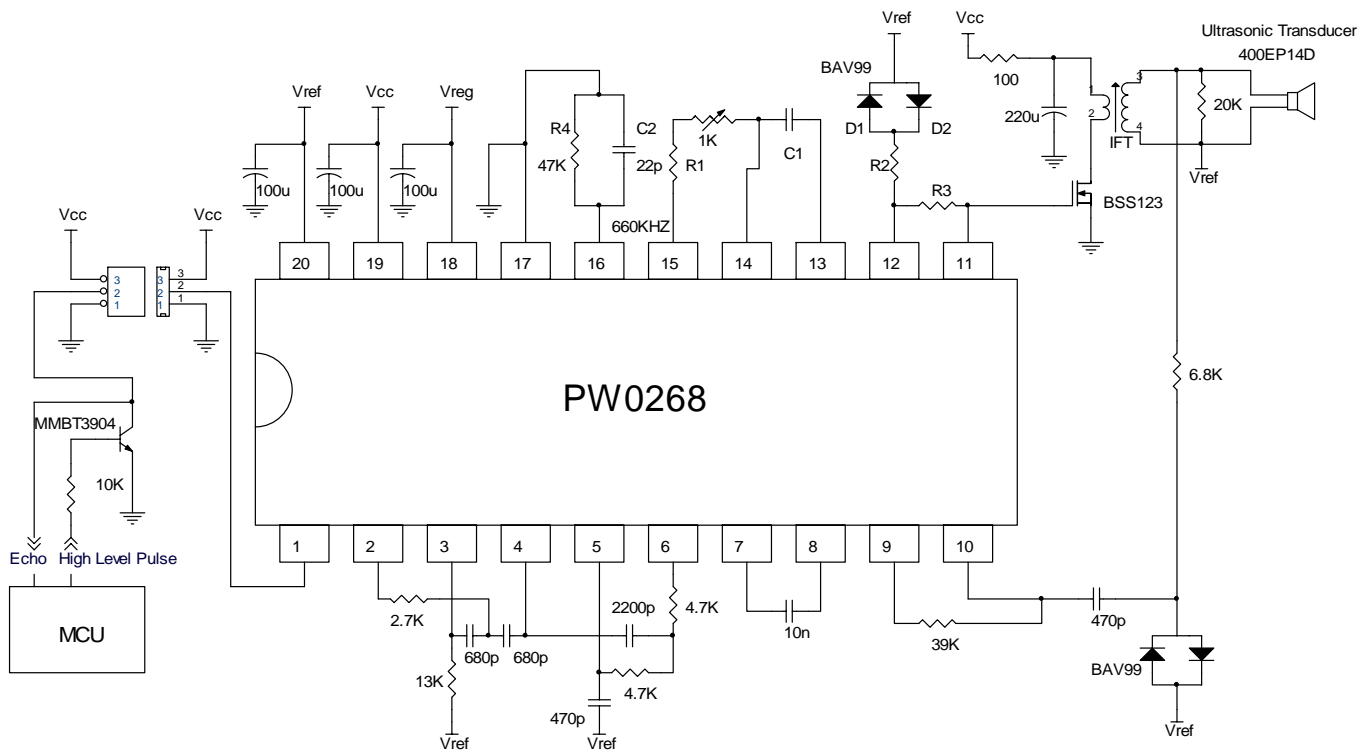 Vref
Vcc
Ultrasonic Transducer
400EP14D
BAV99
100
Vref
Vcc
Vreg
R4
47K
C2
22p
1K
R1
C1
D1
D2
R2
220u
1
2
3
4
IFT
20K
Vref
100u
100u
100u
R3
BSS123
660KHZ
Vcc
Vcc
20
19
18
17
16
15
14
13
12
11
3
2
1
3
2
1
3
2
1
6.8K
PW0268
MMBT3904
10K
Echo
High Level Pulse
MCU
1
2
3
4
5
6
7
8
9
10
2.7K
2200p
4.7K
680p
680p
10n
39K
470p
13K
4.7K
470p
BAV99
Vref
Vref
Vref